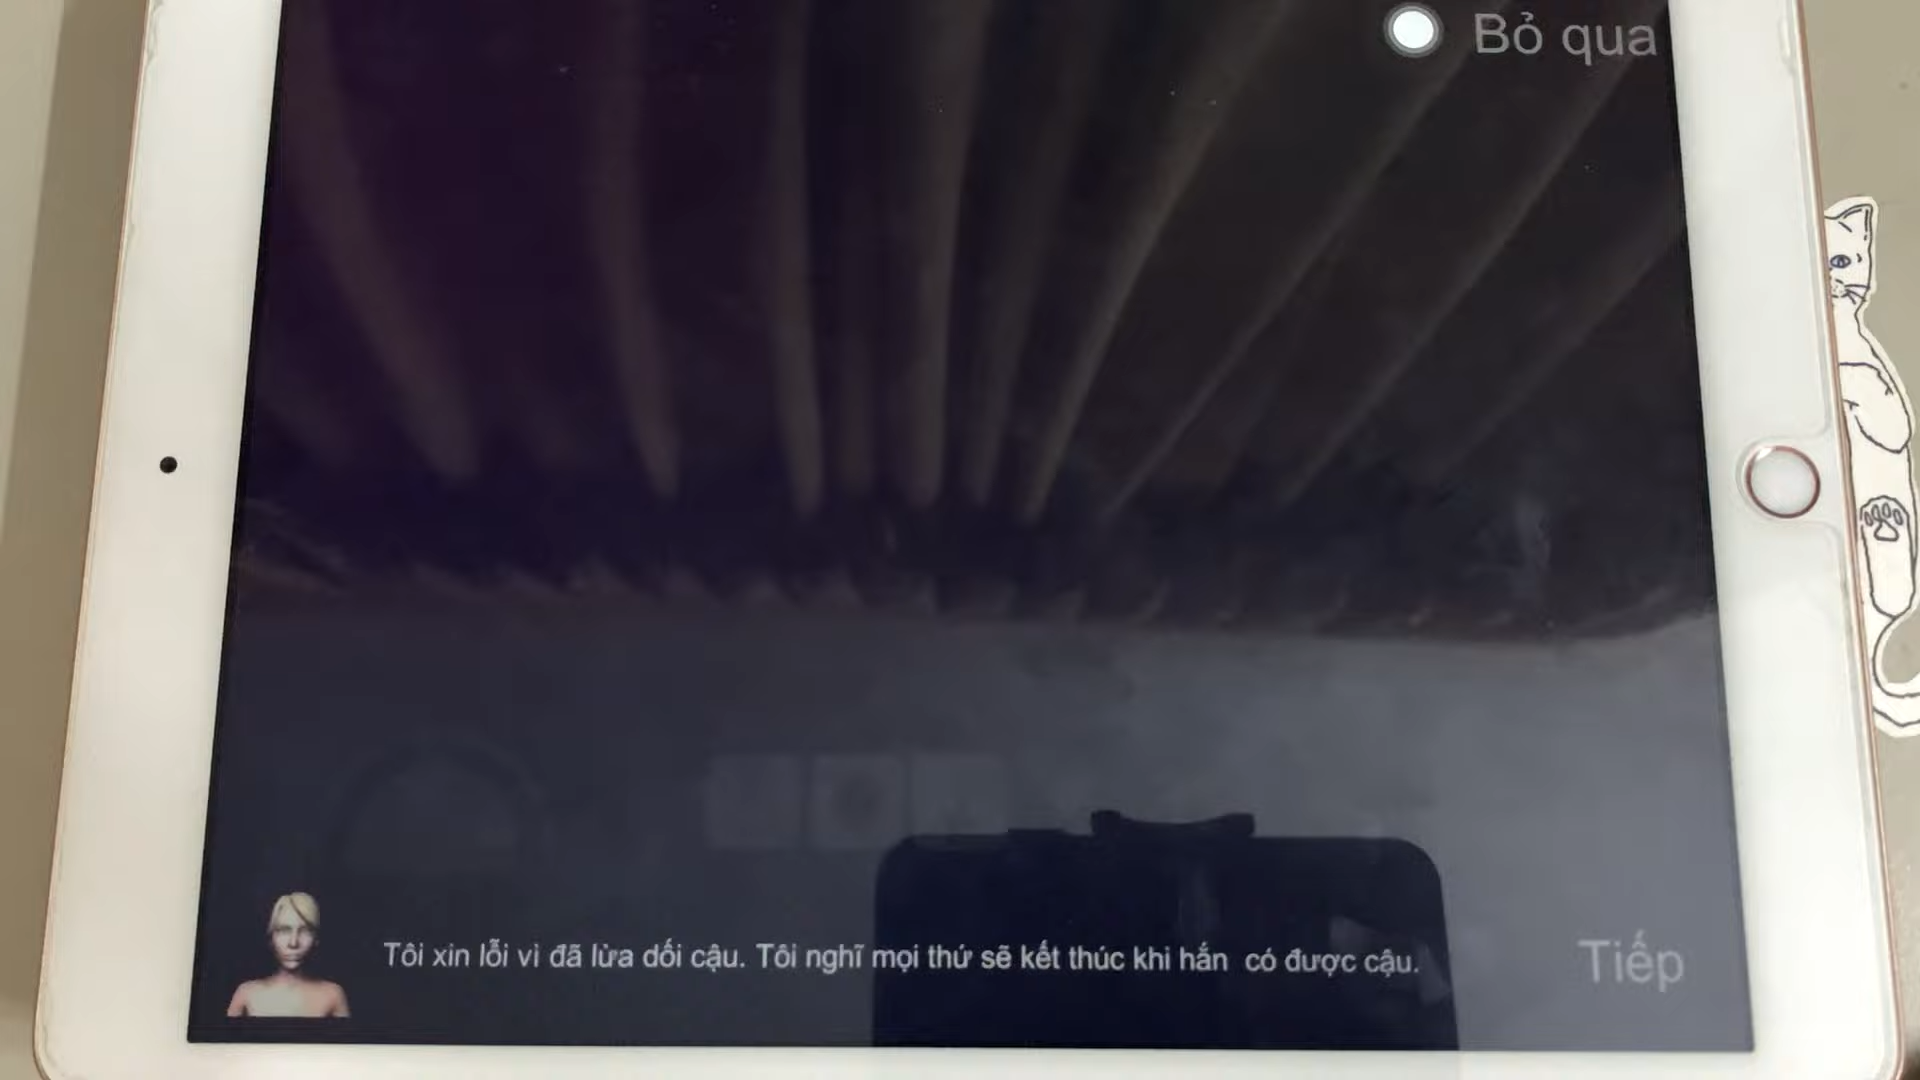 Bỏ qua
Tôi xin lỗi vì đã lừa dối cậu. Tôi nghĩ mọi thứ sẽ kết thúc khi hắn có được cậu.
Tiếp